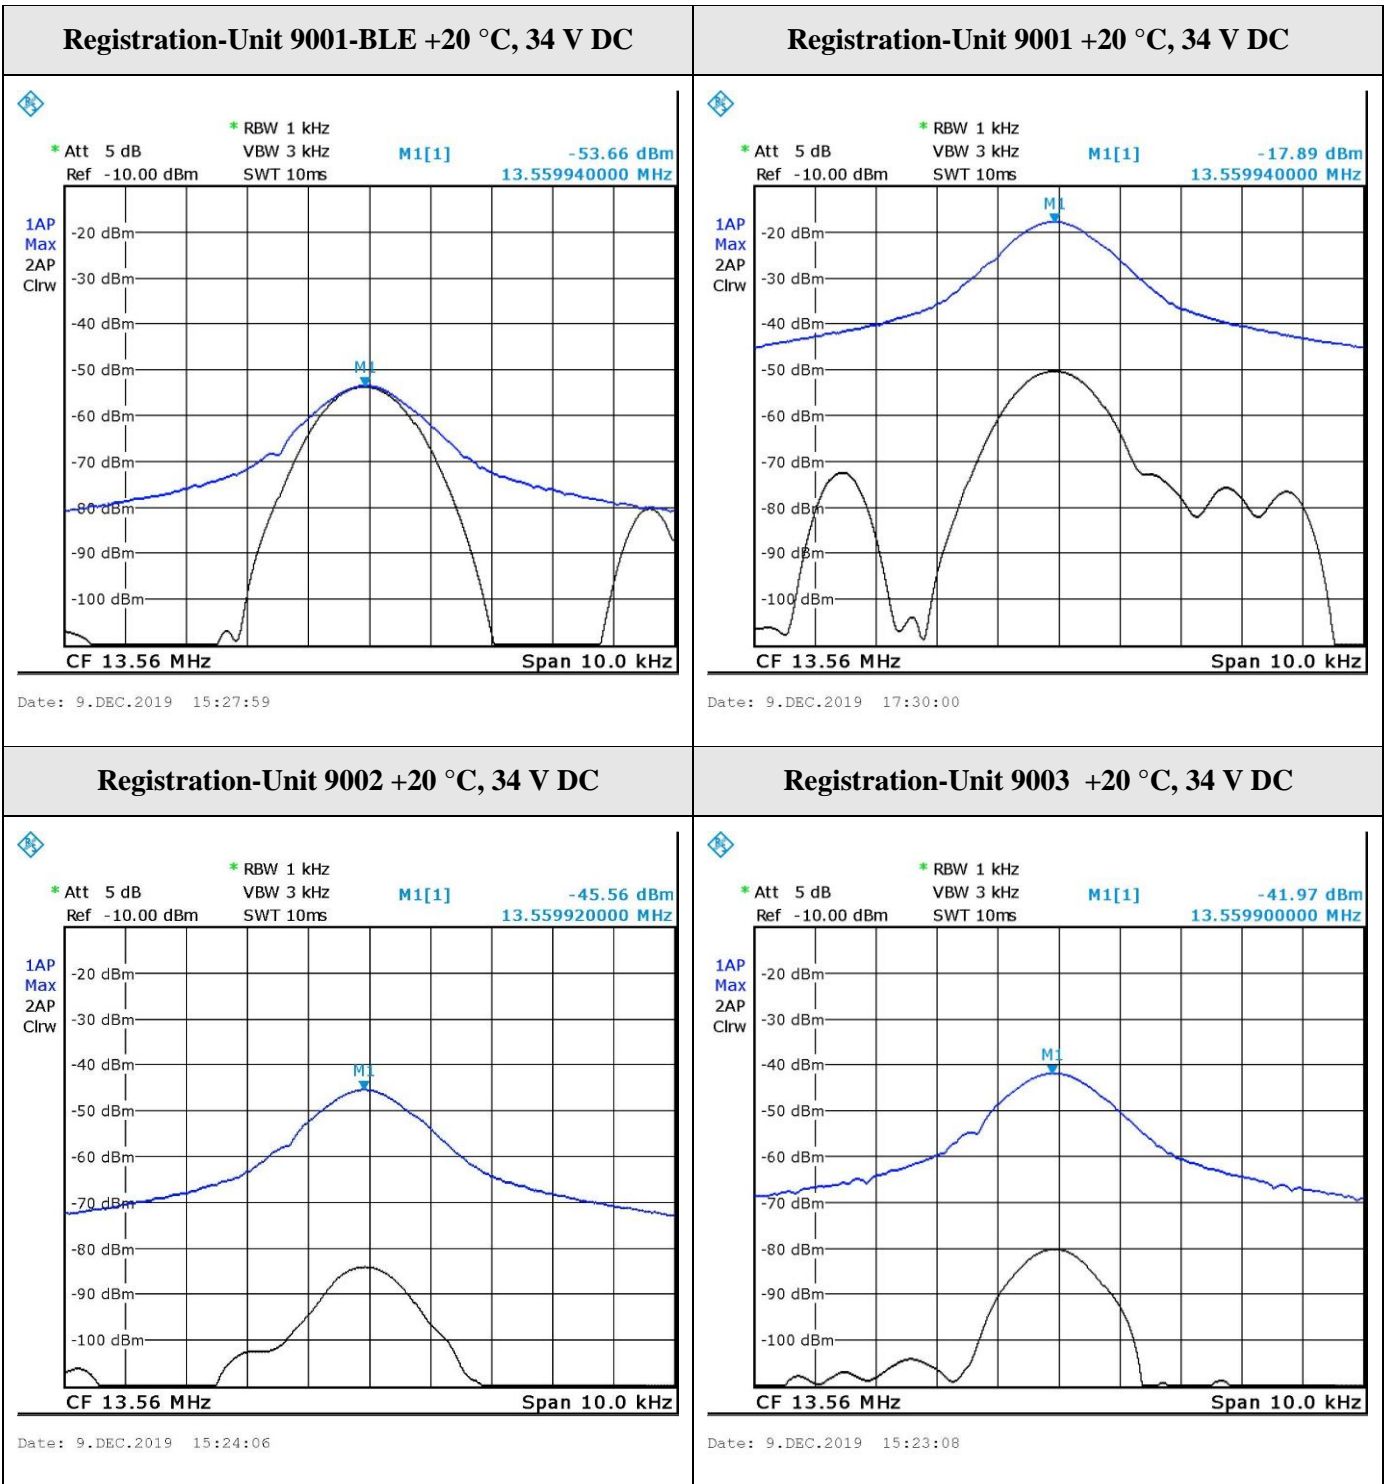 Registration-Unit 9001-BLE +20 °C, 34 V DC
* RBW 1 kHz
* Att 5 dB VBW 3 kHz M1[1] -53.66 dBm
Ref -10.00 dBm SWT 10ms 13.559940000 MHz
1AP
Max
2AP
Clrw
M1
-20 dBm
-30 dBm
-40 dBm
-50 dBm
-60 dBm
-70 dBm
-80 dBm
-90 dBm
-100 dBm
CF 13.56 MHz Span 10.0 kHz
Date: 9.DEC.2019 15:27:59
Registration-Unit 9001 +20 °C, 34 V DC
* RBW 1 kHz
* Att 5 dB VBW 3 kHz M1[1] -17.89 dBm
Ref -10.00 dBm SWT 10ms 13.559940000 MHz
1AP
Max
2AP
Clrw
M1
-20 dBm
-30 dBm
-40 dBm
-50 dBm
-60 dBm
-70 dBm
-80 dBm
-90 dBm
-100 dBm
CF 13.56 MHz Span 10.0 kHz
Date: 9.DEC.2019 17:30:00
Registration-Unit 9002 +20 °C, 34 V DC
* RBW 1 kHz
* Att 5 dB VBW 3 kHz M1[1] -45.56 dBm
Ref -10.00 dBm SWT 10ms 13.559920000 MHz
1AP
Max
2AP
Clrw
M1
-20 dBm
-30 dBm
-40 dBm
-50 dBm
-60 dBm
-70 dBm
-80 dBm
-90 dBm
-100 dBm
CF 13.56 MHz Span 10.0 kHz
Date: 9.DEC.2019 15:24:06
Registration-Unit 9003 +20 °C, 34 V DC
* RBW 1 kHz
* Att 5 dB VBW 3 kHz M1[1] -41.97 dBm
Ref -10.00 dBm SWT 10ms 13.559900000 MHz
1AP
Max
2AP
Clrw
M1
-20 dBm
-30 dBm
-40 dBm
-50 dBm
-60 dBm
-70 dBm
-80 dBm
-90 dBm
-100 dBm
CF 13.56 MHz Span 10.0 kHz
Date: 9.DEC.2019 15:23:08